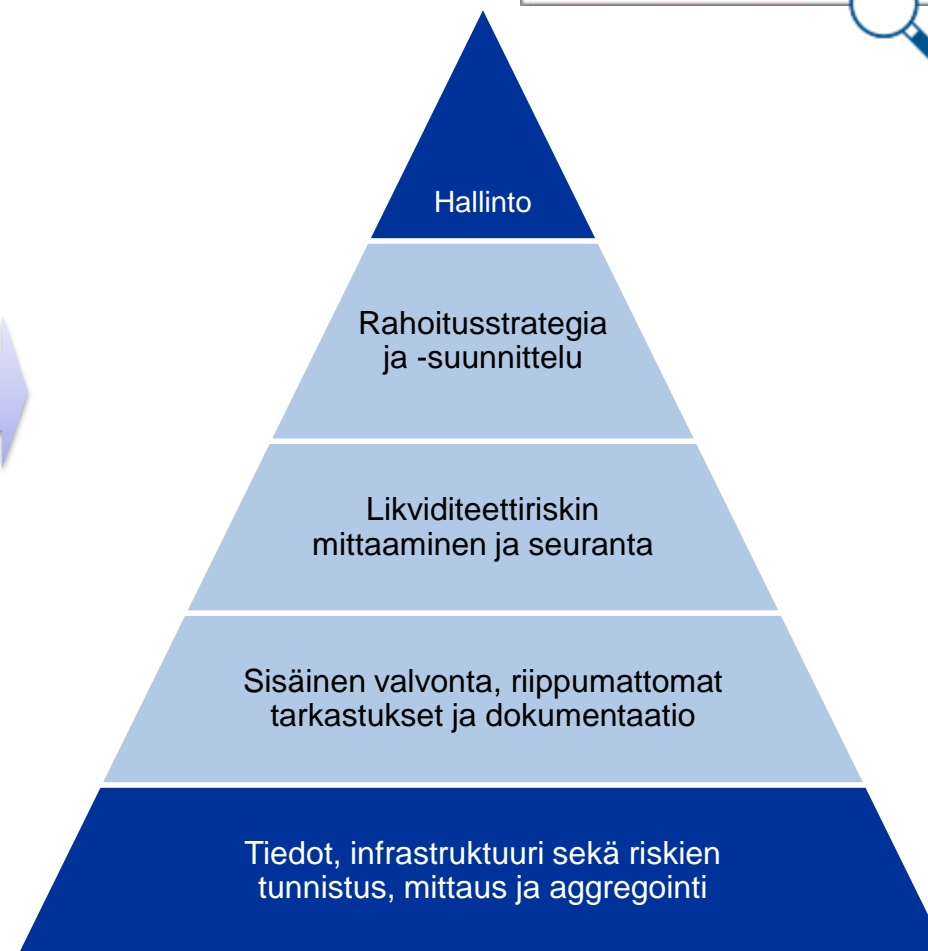 Hallinto
Rahoitusstrategia
ja -suunnittelu
Likviditeettiriskin
mittaaminen ja seuranta
Sisäinen valvonta, riippumattomat
tarkastukset ja dokumentaatio
Tiedot, infrastruktuuri sekä riskien
tunnistus, mittaus ja aggregointi